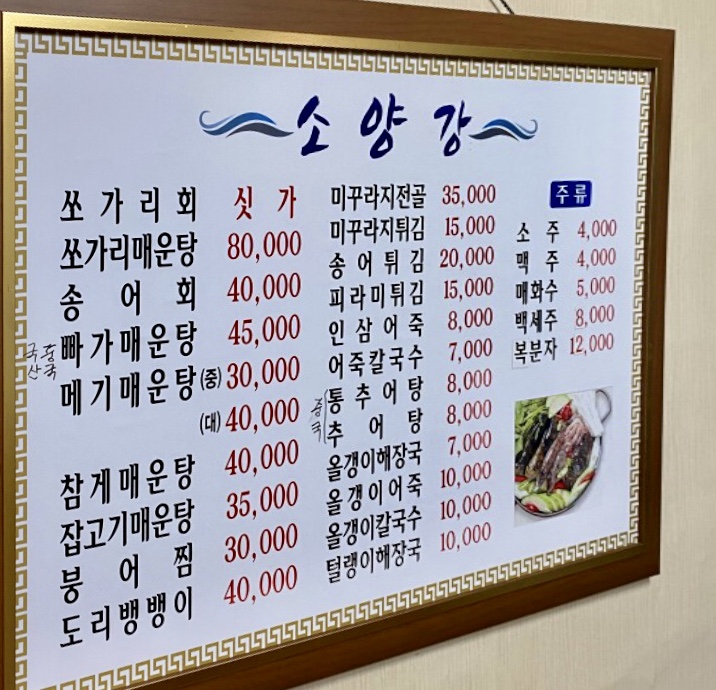 소양강
쏘가리회 싯가
쏘가리매운탕 80,000
송어회 40,000
국산 중국
빠가매운탕 45,000
메기매운탕 (중) 30,000
(대) 40,000
참게매운탕 40,000
잡고기매운탕 35,000
붕어찜 30,000
도리뱅뱅이 40,000
미꾸라지전골 35,000
미꾸라지튀김 15,000
송어튀김 20,000
피라미튀김 15,000
인삼어죽 8,000
어죽칼국수 7,000
중국
통추어탕 8,000
추어탕 8,000
올갱이해장국 7,000
올갱이어죽 10,000
올갱이칼국수 10,000
털랭이해장국 10,000
주류
소주 4,000
맥주 4,000
매화수 5,000
백세주 8,000
복분자 12,000